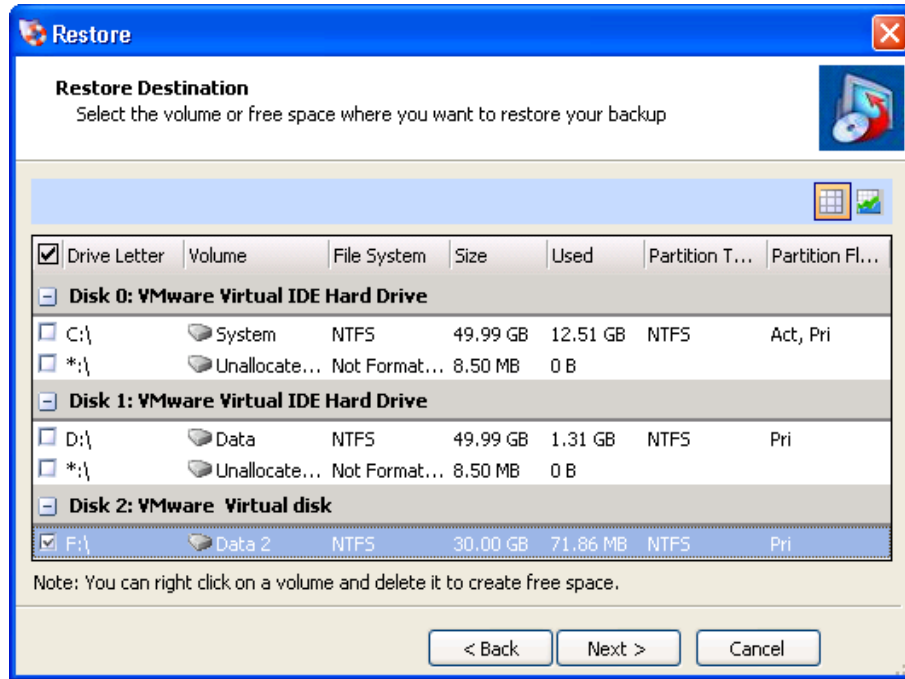 Restore
Restore Destination
Select the volume or free space where you want to restore your backup
Drive Letter Volume File System Size Used Partition T... Partition Fl...
Disk 0: VMware Virtual IDE Hard Drive
C:\ System NTFS 49.99 GB 12.51 GB NTFS Act, Pri
*:\ Unallocate... Not Format... 8.50 MB 0 B
Disk 1: VMware Virtual IDE Hard Drive
D:\ Data NTFS 49.99 GB 1.31 GB NTFS Pri
*:\ Unallocate... Not Format... 8.50 MB 0 B
Disk 2: VMware  Virtual disk
F:\ Data 2 NTFS 30.00 GB 71.86 MB NTFS Pri
Note: You can right click on a volume and delete it to create free space.
< Back Next > Cancel